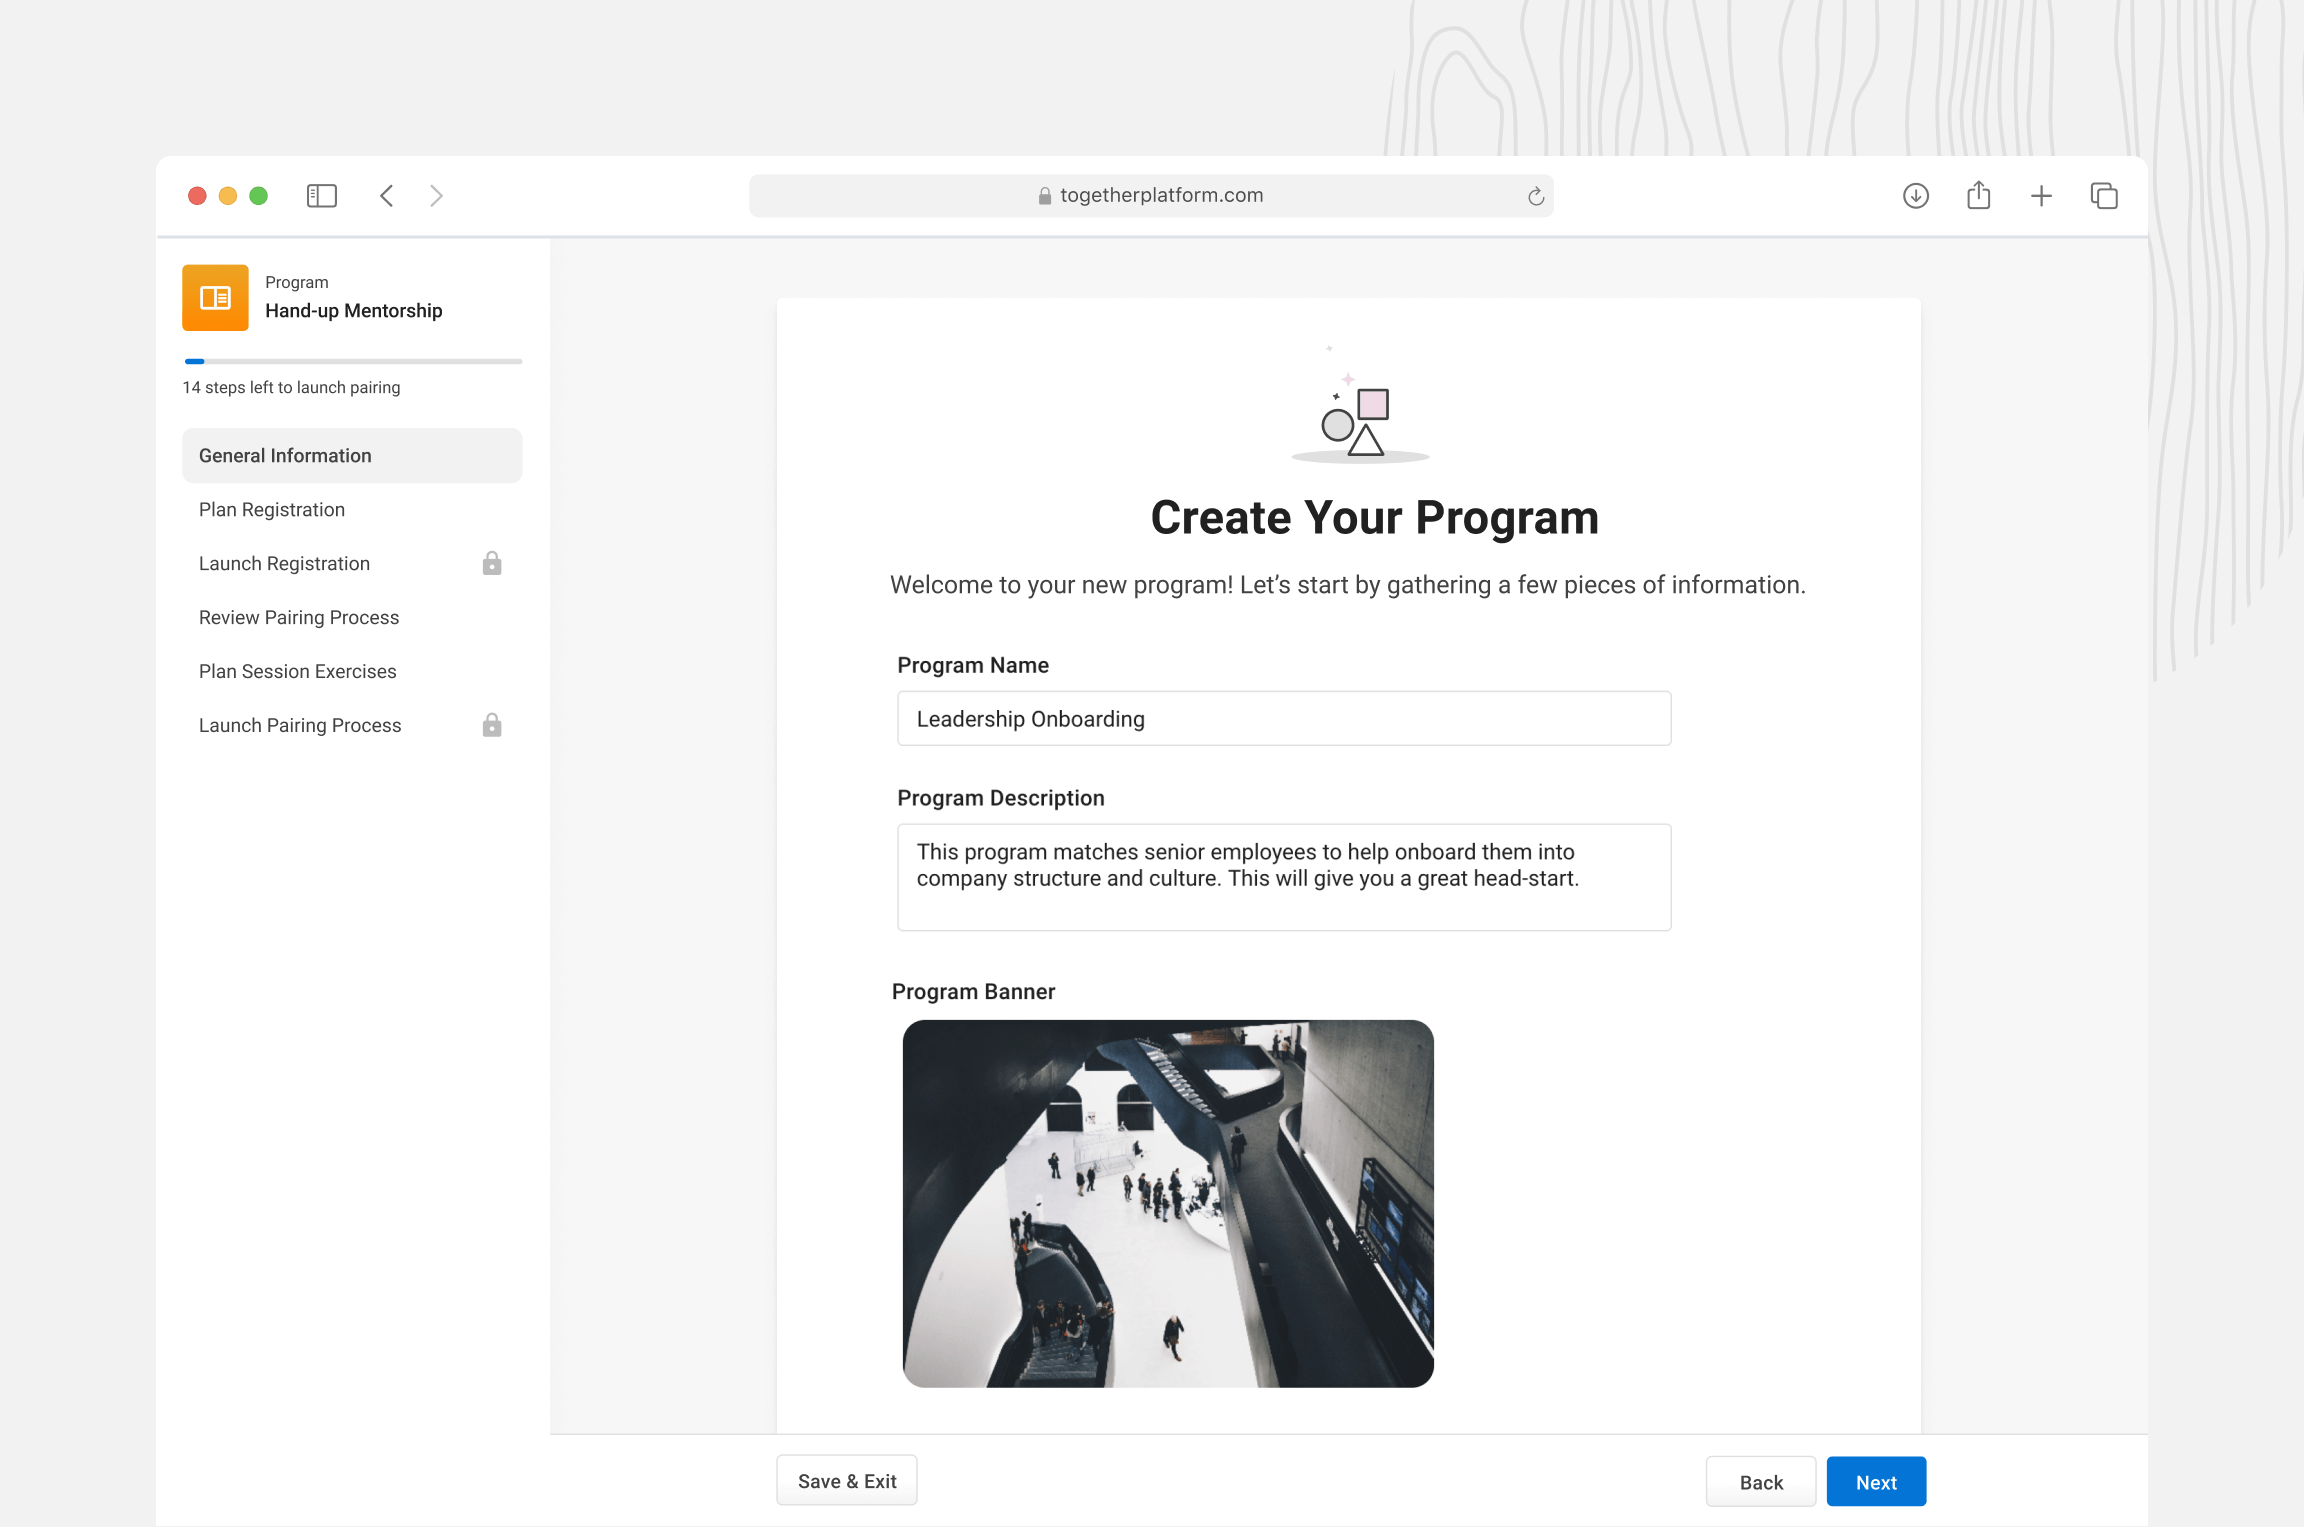 togetherplatform.com
Program
Hand-up Mentorship
14 steps left to launch pairing
General Information
Plan Registration
Launch Registration
Review Pairing Process
Plan Session Exercises
Launch Pairing Process
Create Your Program
Welcome to your new program! Let’s start by gathering a few pieces of information.
Program Name
Leadership Onboarding
Program Description
This program matches senior employees to help onboard them into
company structure and culture. This will give you a great head-start.
Program Banner
Save & Exit
Back
Next